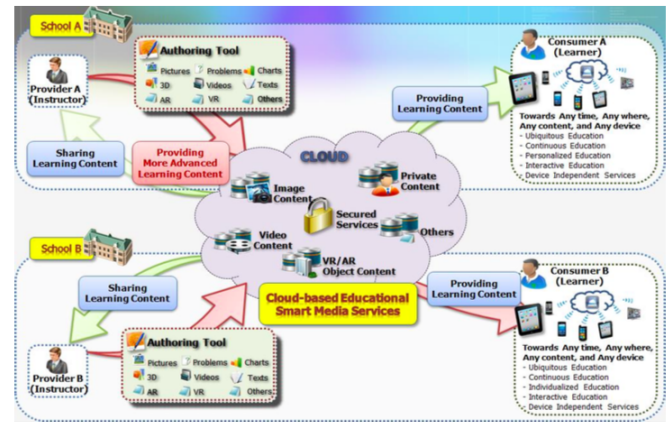 School A
Provider A
(Instructor)
Authoring Tool
Pictures Problems Charts
3D Videos Texts
AR VR Others
Sharing
Learning Content
Providing
More Advanced
Learning Content
Providing
Learning Content
Consumer A
(Learner)
Towards Any time, Any where,
Any content, and Any device
- Ubiquitous Education
- Continuous Education
- Personalized Education
- Interactive Education
- Device Independent Services
CLOUD
Image
Content
Private
Content
Secured
Services
Others
Video
Content
VR/AR
Object Content
Cloud-based Educational
Smart Media Services
School B
Sharing
Learning Content
Provider B
(Instructor)
Authoring Tool
Pictures Problems Charts
3D Videos Texts
AR VR Others
Providing
Learning Content
Consumer B
(Learner)
Towards Any time, Any where,
Any content, and Any device
- Ubiquitous Education
- Continuous Education
- Individualized Education
- Interactive Education
- Device Independent Services